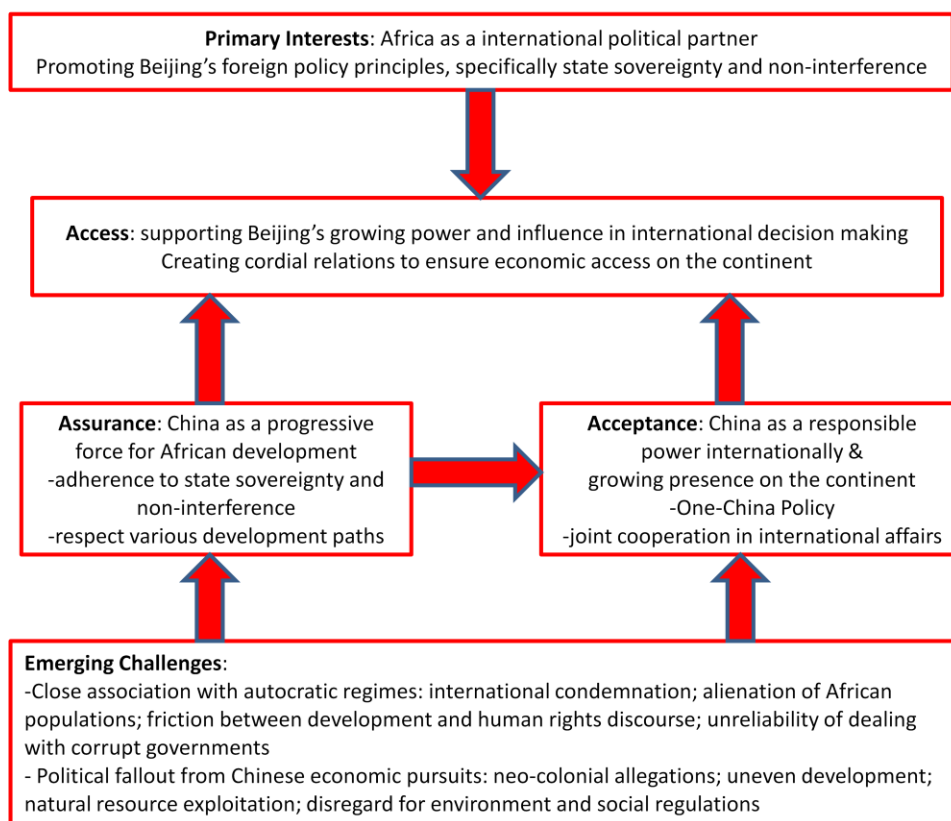 Primary Interests: Africa as a international political partner
Promoting Beijing's foreign policy principles, specifically state sovereignty and non-interference
Access: supporting Beijing's growing power and influence in international decision making
Creating cordial relations to ensure economic access on the continent
Assurance: China as a progressive
force for African development
-adherence to state sovereignty and
non-interference
-respect various development paths
Acceptance: China as a responsible
power internationally &
growing presence on the continent
-One-China Policy
-joint cooperation in international affairs
Emerging Challenges:
-Close association with autocratic regimes: international condemnation; alienation of African
populations; friction between development and human rights discourse; unreliability of dealing
with corrupt governments
- Political fallout from Chinese economic pursuits: neo-colonial allegations; uneven development;
natural resource exploitation; disregard for environment and social regulations